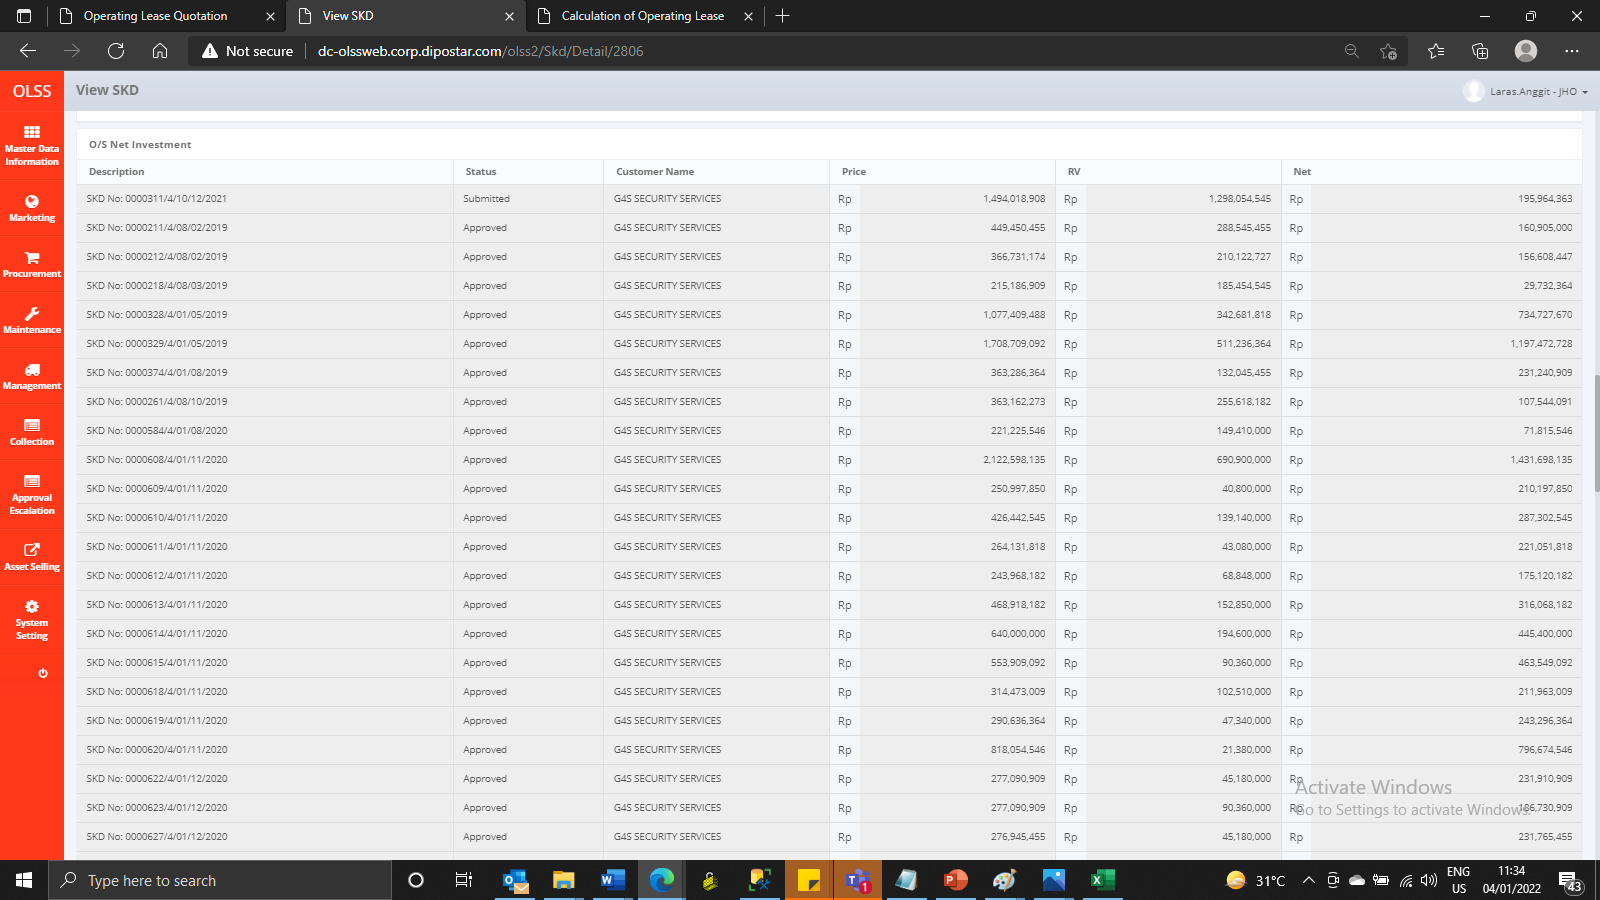 Operating Lease Quotation
View SKD
Calculation of Operating Lease
Not secure
dc-olssweb.corp.dipostar.com/olss2/Skd/Detail/2806
OLSS
View SKD
Laras.Anggit - JHO
Master Data Information
Marketing
Procurement
Maintenance
Management
Collection
Approval Escalation
Asset Selling
System Setting
O/S Net Investment
Description Status Customer Name Price RV Net
SKD No: 0000311/4/10/12/2021 Submitted G4S SECURITY SERVICES Rp 1,494,018,908 Rp 1,298,054,545 Rp 195,964,363
SKD No: 0000211/4/08/02/2019 Approved G4S SECURITY SERVICES Rp 449,450,455 Rp 288,545,455 Rp 160,905,000
SKD No: 0000212/4/08/02/2019 Approved G4S SECURITY SERVICES Rp 366,731,174 Rp 210,122,727 Rp 156,608,447
SKD No: 0000218/4/08/03/2019 Approved G4S SECURITY SERVICES Rp 215,186,909 Rp 185,454,545 Rp 29,732,364
SKD No: 0000328/4/01/05/2019 Approved G4S SECURITY SERVICES Rp 1,077,409,488 Rp 342,681,818 Rp 734,727,670
SKD No: 0000329/4/01/05/2019 Approved G4S SECURITY SERVICES Rp 1,708,709,092 Rp 511,236,364 Rp 1,197,472,728
SKD No: 0000374/4/01/08/2019 Approved G4S SECURITY SERVICES Rp 363,286,364 Rp 132,045,455 Rp 231,240,909
SKD No: 0000261/4/08/10/2019 Approved G4S SECURITY SERVICES Rp 363,162,273 Rp 255,618,182 Rp 107,544,091
SKD No: 0000584/4/01/08/2020 Approved G4S SECURITY SERVICES Rp 221,225,546 Rp 149,410,000 Rp 71,815,546
SKD No: 0000608/4/01/11/2020 Approved G4S SECURITY SERVICES Rp 2,122,598,135 Rp 690,900,000 Rp 1,431,698,135
SKD No: 0000609/4/01/11/2020 Approved G4S SECURITY SERVICES Rp 250,997,850 Rp 40,800,000 Rp 210,197,850
SKD No: 0000610/4/01/11/2020 Approved G4S SECURITY SERVICES Rp 426,442,545 Rp 139,140,000 Rp 287,302,545
SKD No: 0000611/4/01/11/2020 Approved G4S SECURITY SERVICES Rp 264,131,818 Rp 43,080,000 Rp 221,051,818
SKD No: 0000612/4/01/11/2020 Approved G4S SECURITY SERVICES Rp 243,968,182 Rp 68,848,000 Rp 175,120,182
SKD No: 0000613/4/01/11/2020 Approved G4S SECURITY SERVICES Rp 468,918,182 Rp 152,850,000 Rp 316,068,182
SKD No: 0000614/4/01/11/2020 Approved G4S SECURITY SERVICES Rp 640,000,000 Rp 194,600,000 Rp 445,400,000
SKD No: 0000615/4/01/11/2020 Approved G4S SECURITY SERVICES Rp 553,909,092 Rp 90,360,000 Rp 463,549,092
SKD No: 0000618/4/01/11/2020 Approved G4S SECURITY SERVICES Rp 314,473,009 Rp 102,510,000 Rp 211,963,009
SKD No: 0000619/4/01/11/2020 Approved G4S SECURITY SERVICES Rp 290,636,364 Rp 47,340,000 Rp 243,296,364
SKD No: 0000620/4/01/11/2020 Approved G4S SECURITY SERVICES Rp 818,054,546 Rp 21,380,000 Rp 796,674,546
SKD No: 0000622/4/01/12/2020 Approved G4S SECURITY SERVICES Rp 277,090,909 Rp 45,180,000 Rp 231,910,909
SKD No: 0000623/4/01/12/2020 Approved G4S SECURITY SERVICES Rp 277,090,909 Rp 90,360,000 Rp 186,730,909
SKD No: 0000627/4/01/12/2020 Approved G4S SECURITY SERVICES Rp 276,945,455 Rp 45,180,000 Rp 231,765,455
Activate Windows
Go to Settings to activate Windows.
Type here to search
31°C
ENG
US
11:34
04/01/2022
43
1